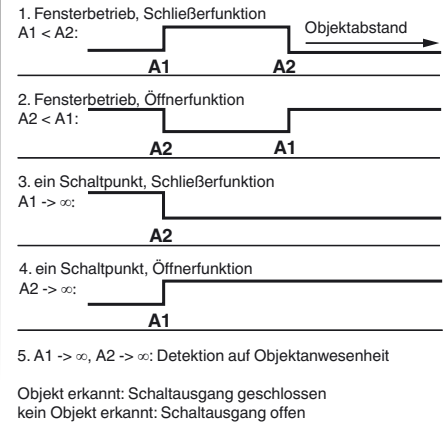 1. Fensterbetrieb, Schließerfunktion
A1 < A2:
Objektabstand
A1
A2
2. Fensterbetrieb, Öffnerfunktion
A2 < A1:
A2
A1
3. ein Schaltpunkt, Schließerfunktion
A1 -> ∞:
A2
4. ein Schaltpunkt, Öffnerfunktion
A2 -> ∞:
A1
5. A1 -> ∞, A2 -> ∞: Detektion auf Objektanwesenheit
Objekt erkannt: Schaltausgang geschlossen
kein Objekt erkannt: Schaltausgang offen